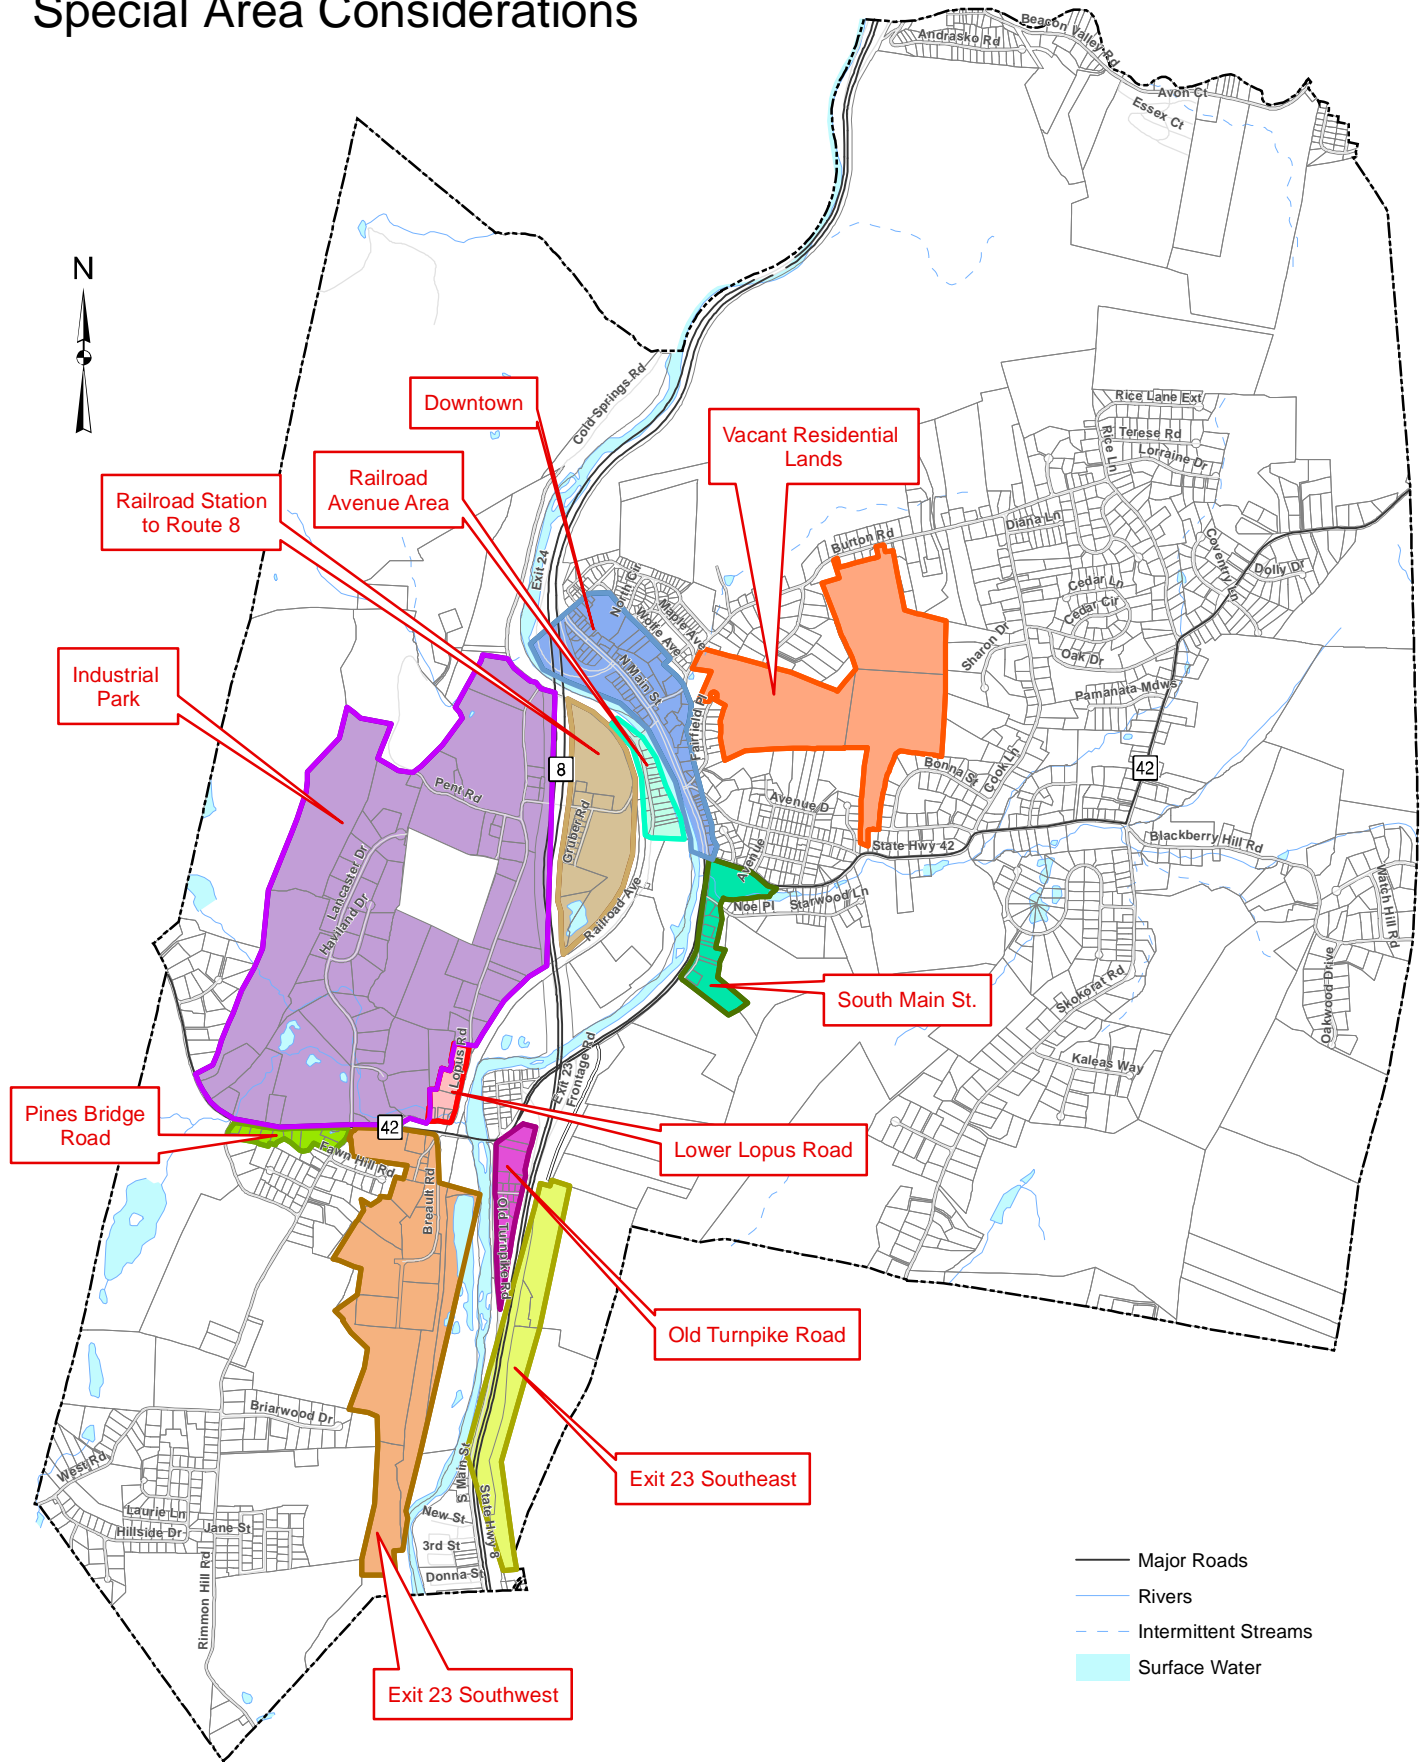 Special Area Considerations
Beacon Valley Rd
Andrasko Rd
Avon Ct
Essex Ct
N
Cold Springs Rd
Downtown
Rice Lane Ext
Vacant Residential
Lands
Terese Rd
Rice Ln
Lorraine Dr
Railroad
Avenue Area
Railroad Station
to Route 8
Diana Ln
Burton Rd
Exit 24
Coventry Ln
Dolly Dr
North Cir
Cedar Ln
Maple Ave
Cedar Cir
Wolfe Ave
Sharon Dr
Oak Dr
N Main St
Industrial
Park
Pamanata Mdws
Fairfield Pl
8
42
Bonna St
Cook Ln
Pent Rd
Avenue D
Gruber Rd
State Hwy 42
Blackberry Hill Rd
Avenue
Lancaster Dr
Haviland Dr
Railroad Ave
Noe Pl
Starwood Ln
Watch Hill Rd
Oakwood Drive
South Main St.
Skokorat Rd
Lopus Rd
Exit 23
Frontage Rd
Kaleas Way
Pines Bridge
Road
42
Lower Lopus Road
Fawn Hill Rd
Breault Rd
Old Turnpike Rd
Old Turnpike Road
Briarwood Dr
West Rd
S Main St
Exit 23 Southeast
Laurie Ln
Hillside Dr
Jane St
New St
State Hwy 8
3rd St
Donna St
Rimmon Hill Rd
Major Roads
Rivers
Intermittent Streams
Surface Water
Exit 23 Southwest